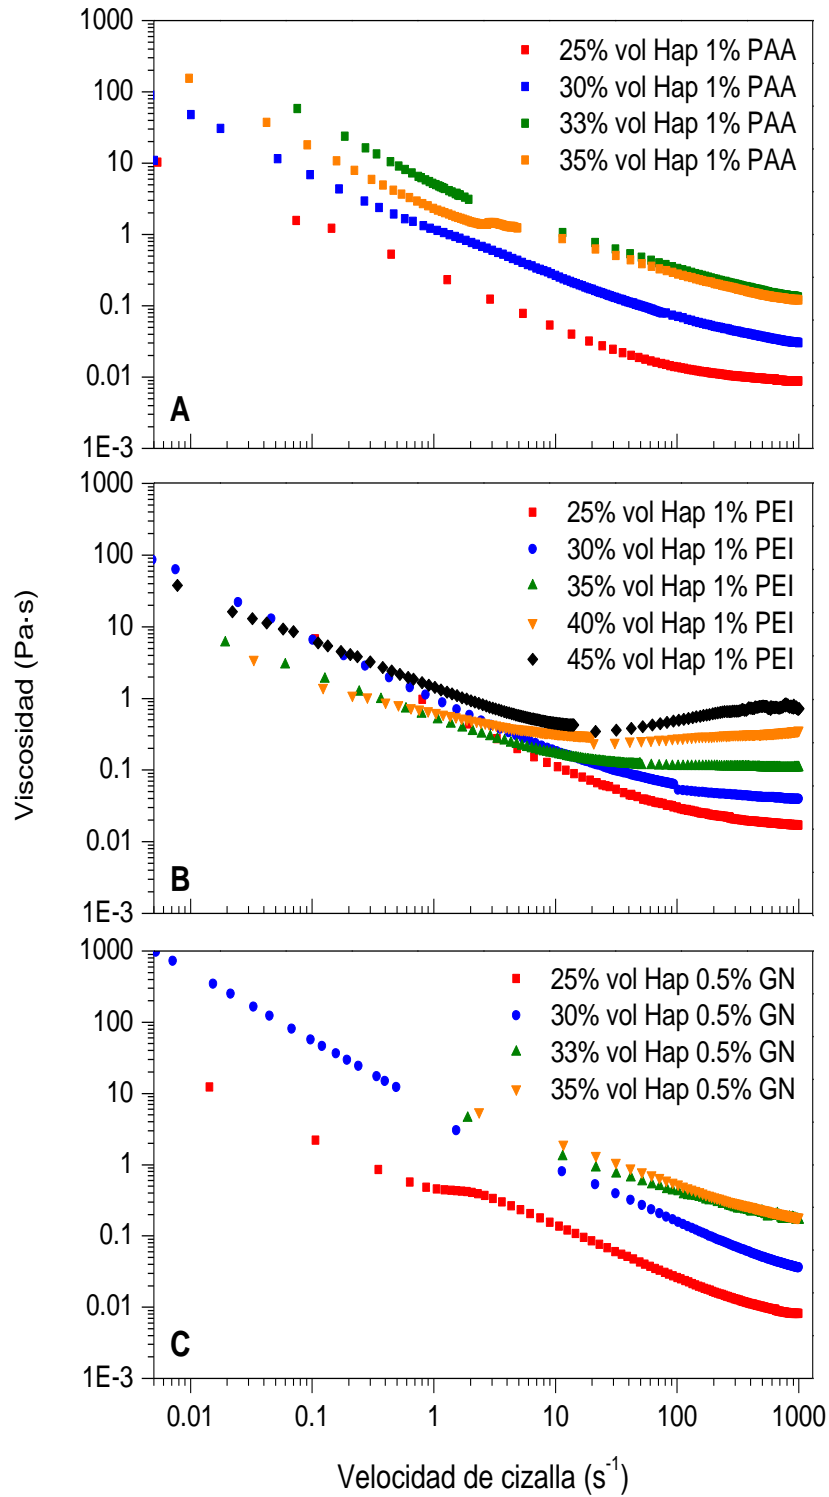 1000
100
10
1
0.1
0.01
1E-3
25% vol Hap 1% PAA
30% vol Hap 1% PAA
33% vol Hap 1% PAA
35% vol Hap 1% PAA
A
Viscosidad (Pa·s)
1000
100
10
1
0.1
0.01
1E-3
25% vol Hap 1% PEI
30% vol Hap 1% PEI
35% vol Hap 1% PEI
40% vol Hap 1% PEI
45% vol Hap 1% PEI
B
1000
100
10
1
0.1
0.01
1E-3
25% vol Hap 0.5% GN
30% vol Hap 0.5% GN
33% vol Hap 0.5% GN
35% vol Hap 0.5% GN
C
0.01 0.1 1 10 100 1000
Velocidad de cizalla (s⁻¹)